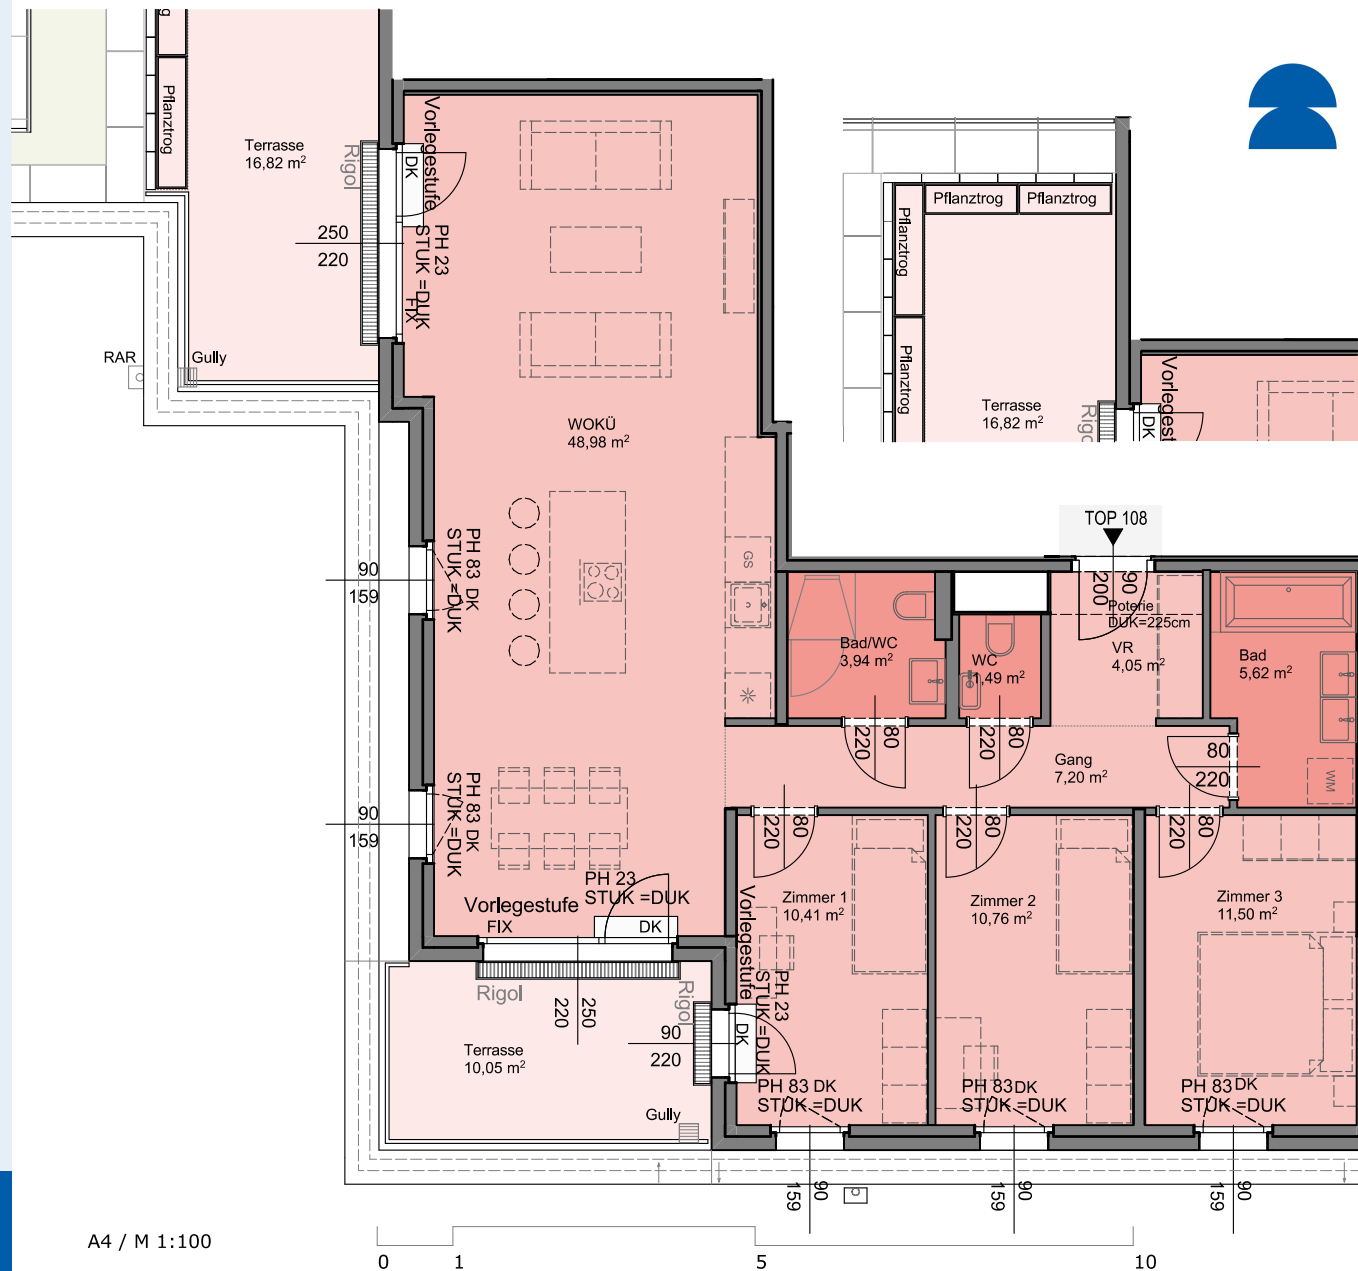 Pflanztrog
Terrasse
16,82 m²
Rigol
Vorlegestufe
DK
250
220
PH 23
STUK =DUK
FIX
RAR
Gully
WOKÜ
48,98 m²
Pflanztrog
Pflanztrog
Pflanztrog
Pflanztrog
Terrasse
16,82 m²
DK
TOP 108
90
200
Poterie
DUK=225cm
VR
4,05 m²
90
159
PH 83 DK
STUK =DUK
GS
Bad/WC
3,94 m²
WC
1,49 m²
Bad
5,62 m²
WM
80
220
80
220
Gang
7,20 m²
80
220
90
159
PH 83 DK
STUK =DUK
80
220
80
220
80
220
PH 23
STUK =DUK
Vorlegestufe
FIX
DK
Zimmer 1
10,41 m²
Zimmer 2
10,76 m²
Zimmer 3
11,50 m²
Vorlegestufe
PH 23
STUK =DUK
DK
Rigol
250
220
Rigol
90
220
Terrasse
10,05 m²
Gully
PH 83 DK
STUK =DUK
PH 83 DK
STUK =DUK
PH 83 DK
STUK =DUK
90
159
90
159
90
159
A4 / M 1:100
0 1 5 10